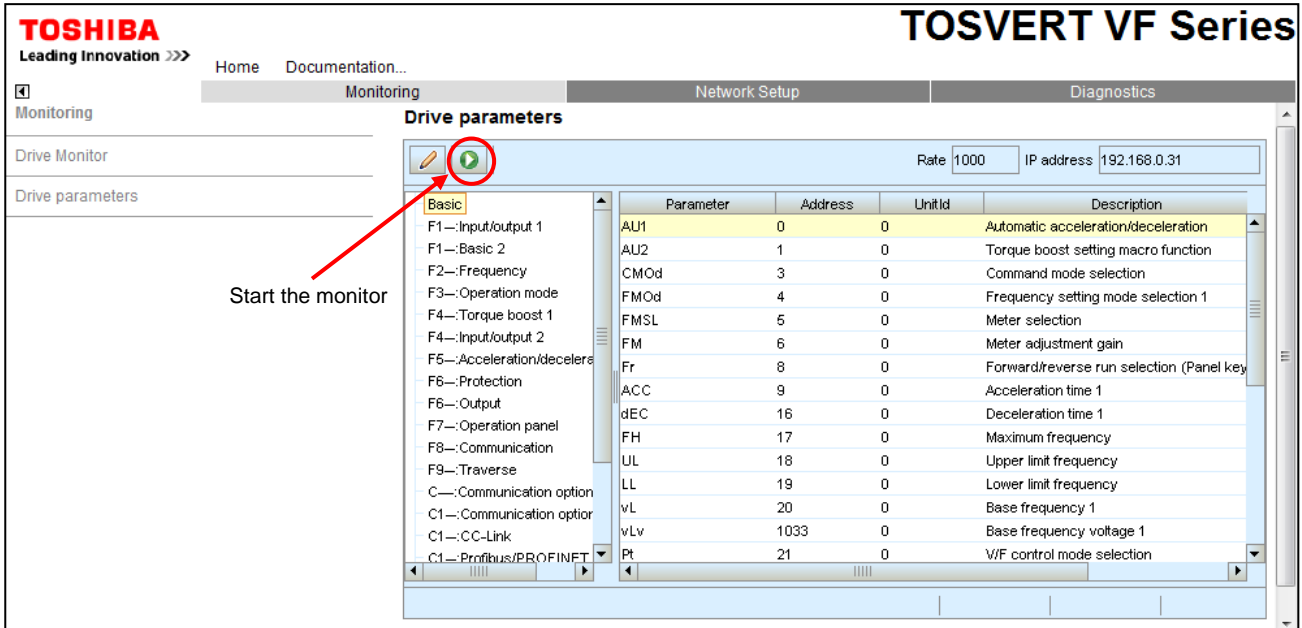 TOSHIBA
Leading Innovation >>>
TOSVERT VF Series
Home Documentation...
Monitoring Network Setup Diagnostics
Monitoring
Drive Monitor
Drive parameters
Drive parameters
Rate 1000 IP address 192.168.0.31
Start the monitor
Basic
F1—:Input/output 1
F1—:Basic 2
F2—:Frequency
F3—:Operation mode
F4—:Torque boost 1
F4—:Input/output 2
F5—:Acceleration/decelera
F6—:Protection
F6—:Output
F7—:Operation panel
F8—:Communication
F9—:Traverse
C—:Communication option
C1—:Communication option
C1—:CC-Link
C1—:Profibus/PROFINET
Parameter Address UnitId Description
AU1 0 0 Automatic acceleration/deceleration
AU2 1 0 Torque boost setting macro function
CMOd 3 0 Command mode selection
FMOd 4 0 Frequency setting mode selection 1
FMSL 5 0 Meter selection
FM 6 0 Meter adjustment gain
Fr 8 0 Forward/reverse run selection (Panel key
ACC 9 0 Acceleration time 1
dEC 16 0 Deceleration time 1
FH 17 0 Maximum frequency
UL 18 0 Upper limit frequency
LL 19 0 Lower limit frequency
vL 20 0 Base frequency 1
vLv 1033 0 Base frequency voltage 1
Pt 21 0 V/F control mode selection